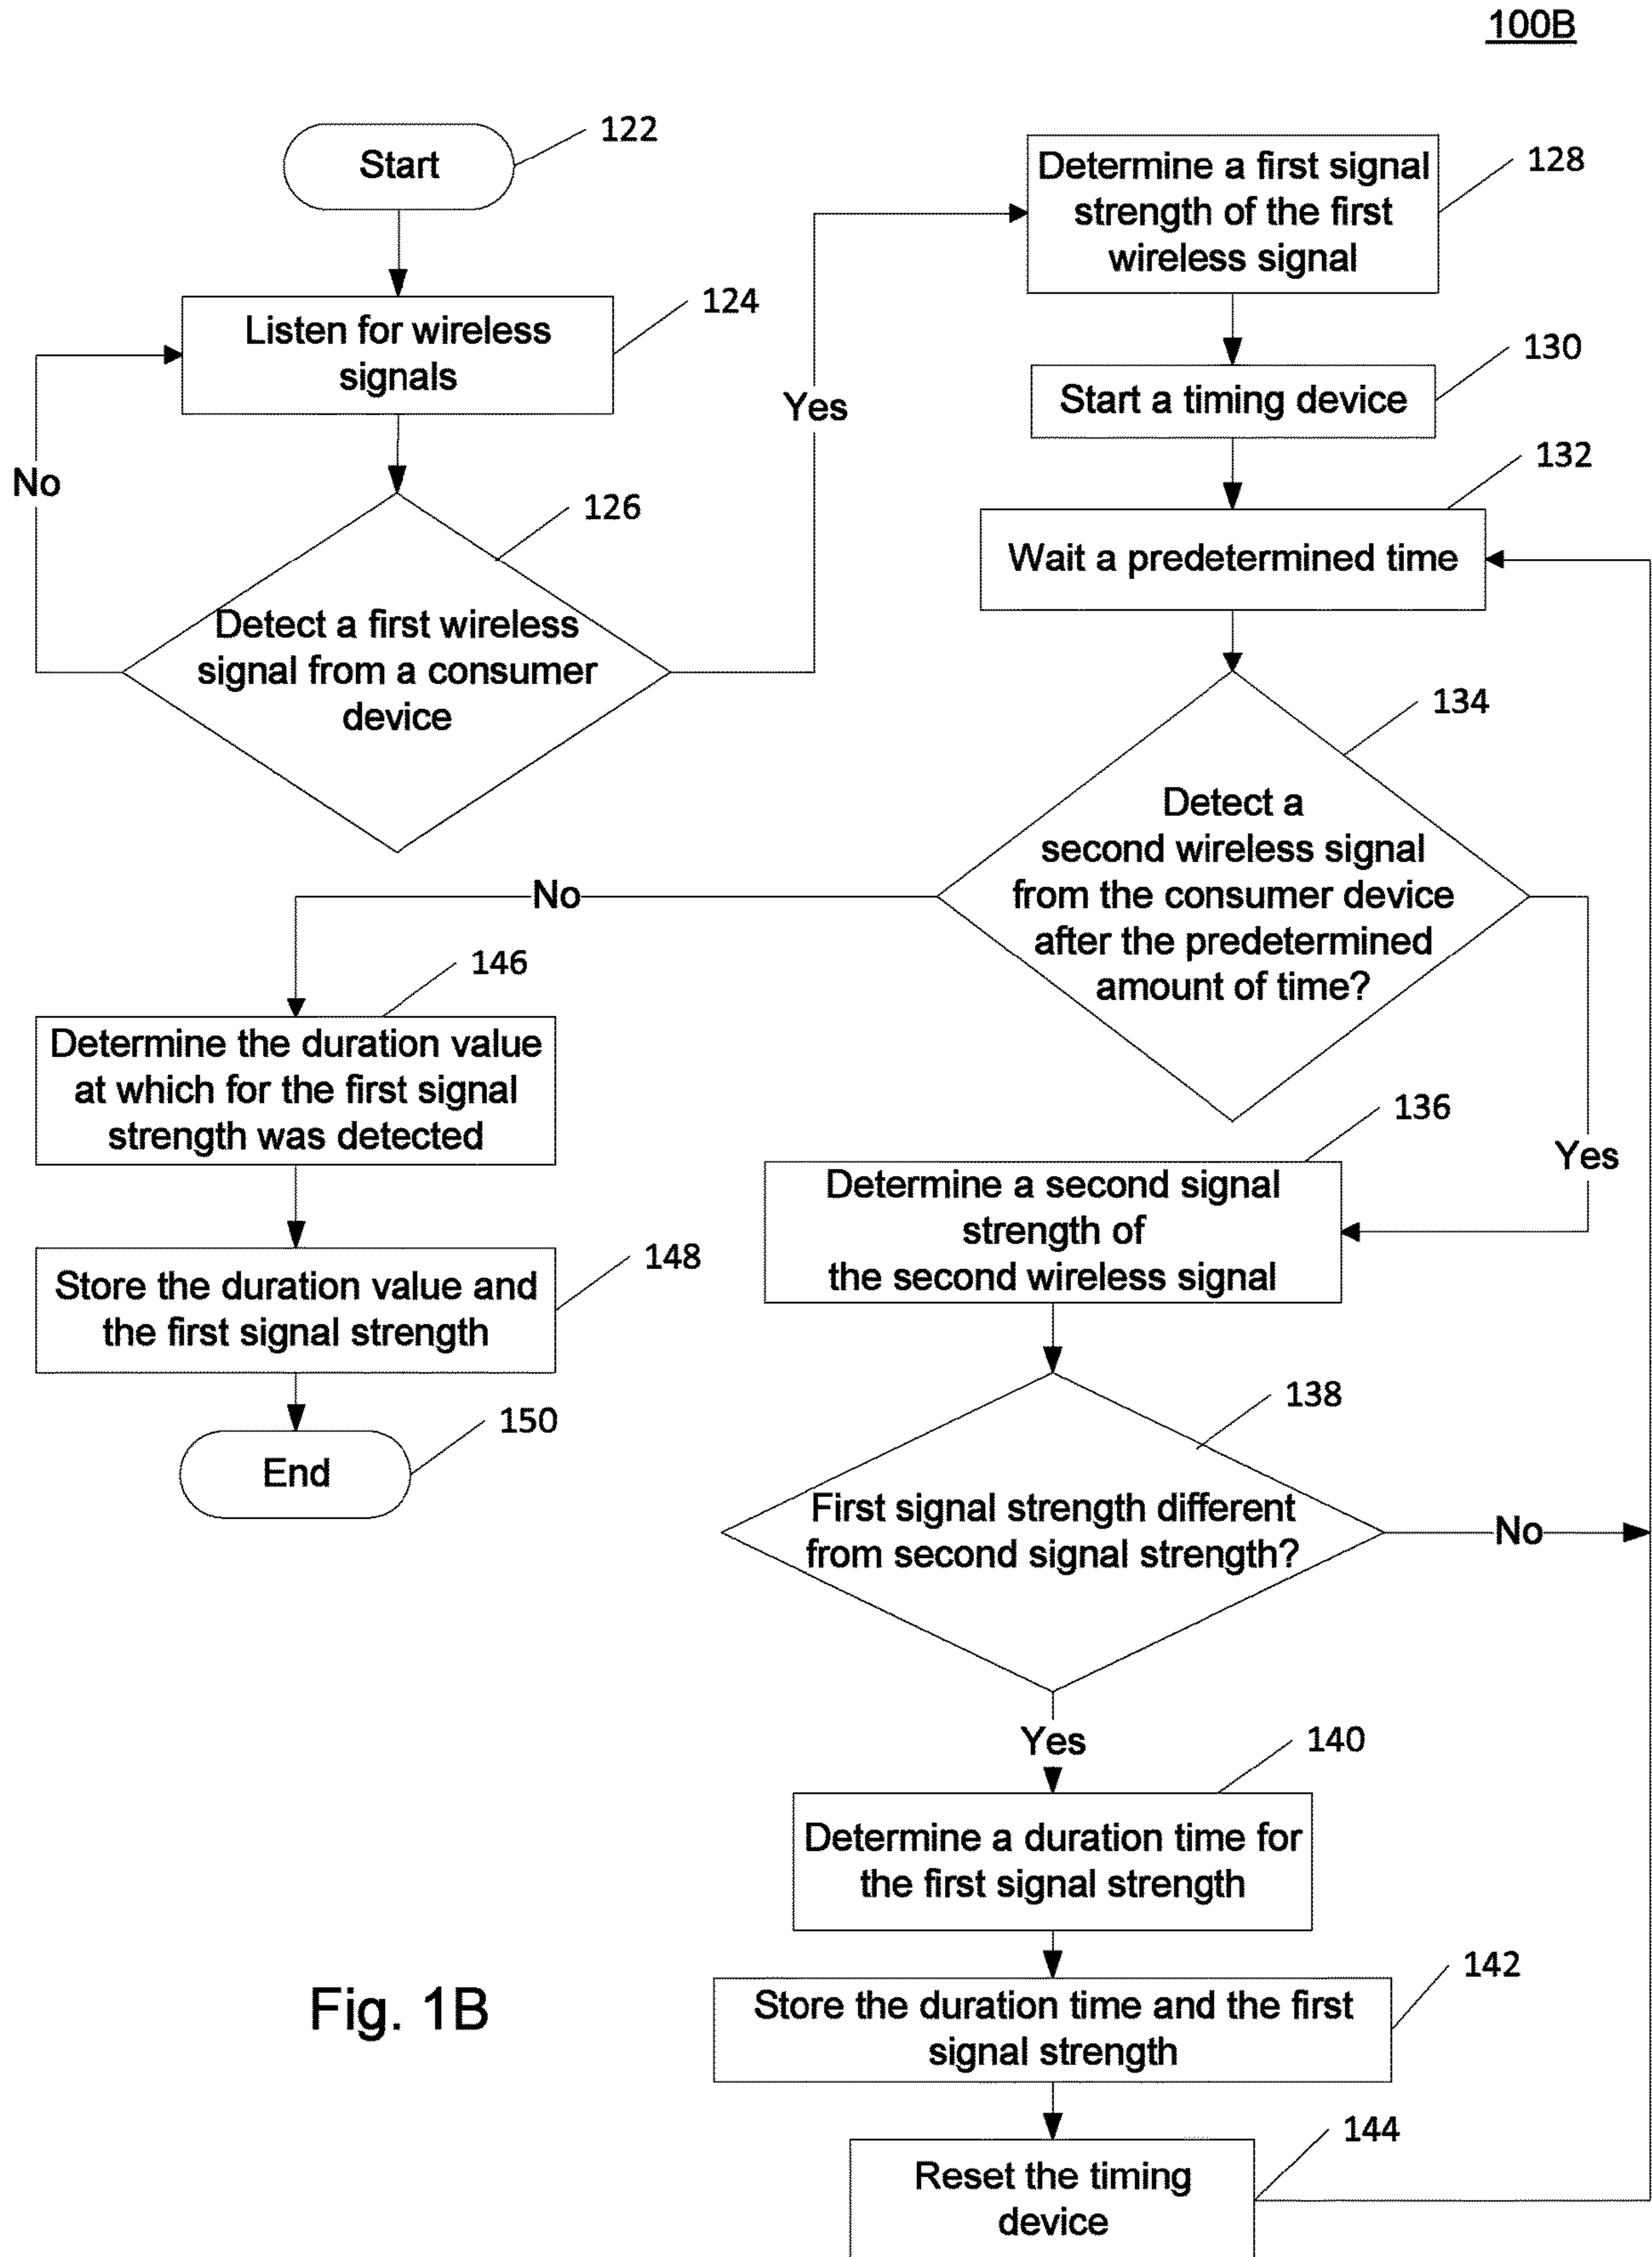 100B
Start
122
Listen for wireless
signals
124
No
Detect a first wireless
signal from a consumer
device
126
Yes
Determine a first signal
strength of the first
wireless signal
128
Start a timing device
130
Wait a predetermined time
132
Detect a
second wireless signal
from the consumer device
after the predetermined
amount of time?
134
No
Yes
Determine the duration value
at which for the first signal
strength was detected
146
Store the duration value and
the first signal strength
148
End
150
Determine a second signal
strength of
the second wireless signal
136
First signal strength different
from second signal strength?
138
No
Yes
Determine a duration time for
the first signal strength
140
Store the duration time and the first
signal strength
142
Reset the timing
device
144
Fig. 1B